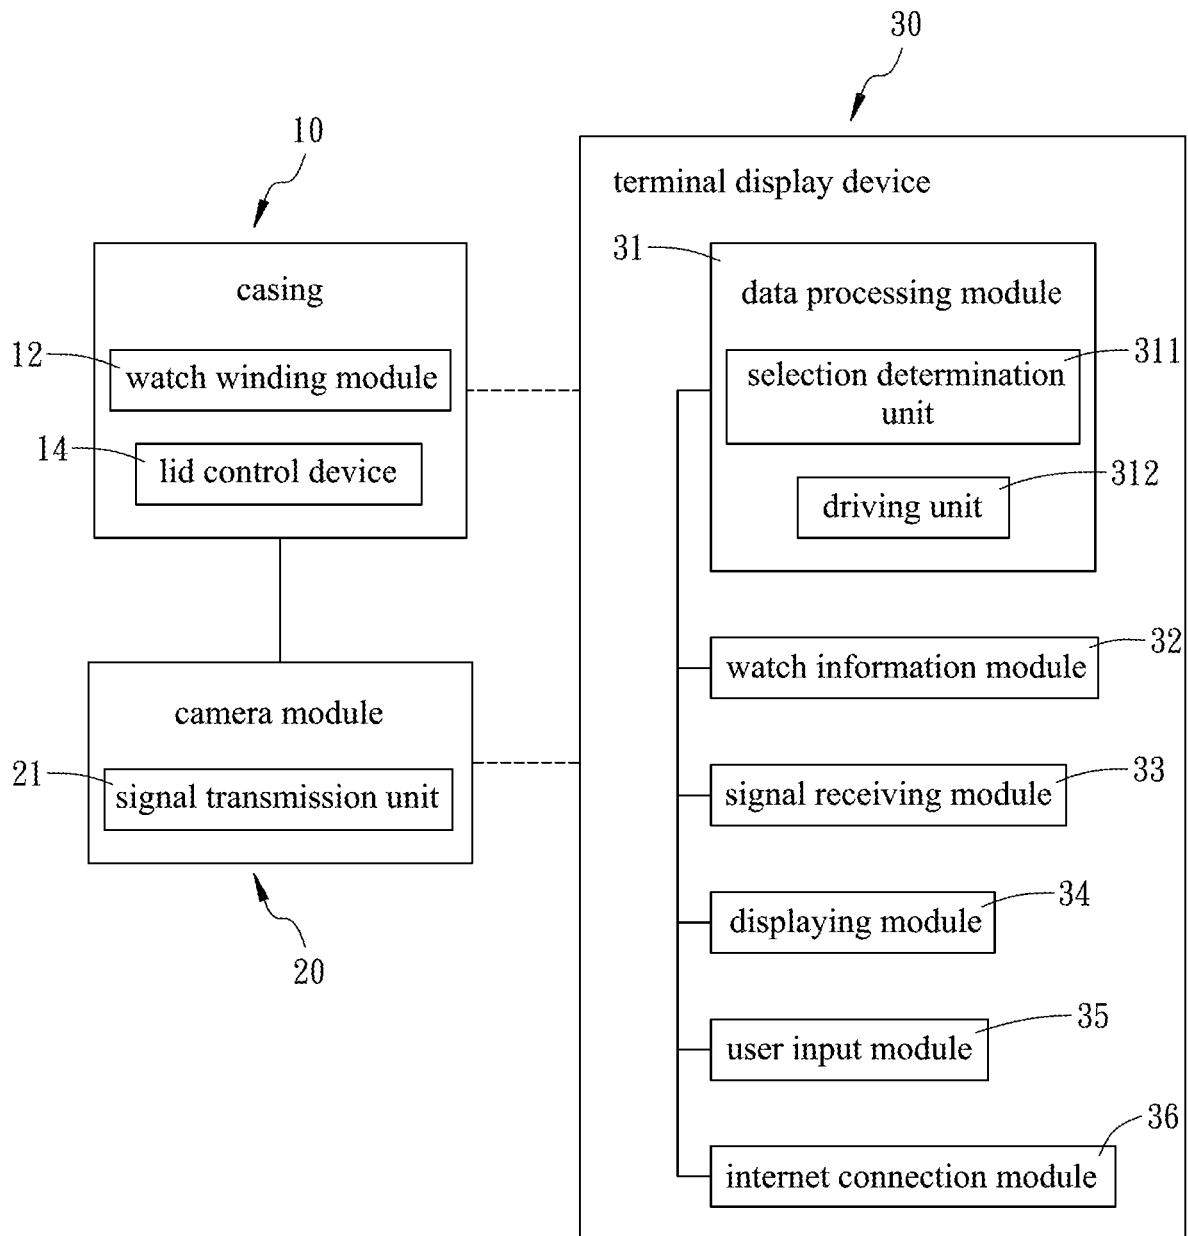 30
10
terminal display device
31
casing
data processing module
12
watch winding module
311
selection determination
unit
14
lid control device
312
driving unit
32
watch information module
camera module
21
signal transmission unit
33
signal receiving module
34
displaying module
20
35
user input module
36
internet connection module